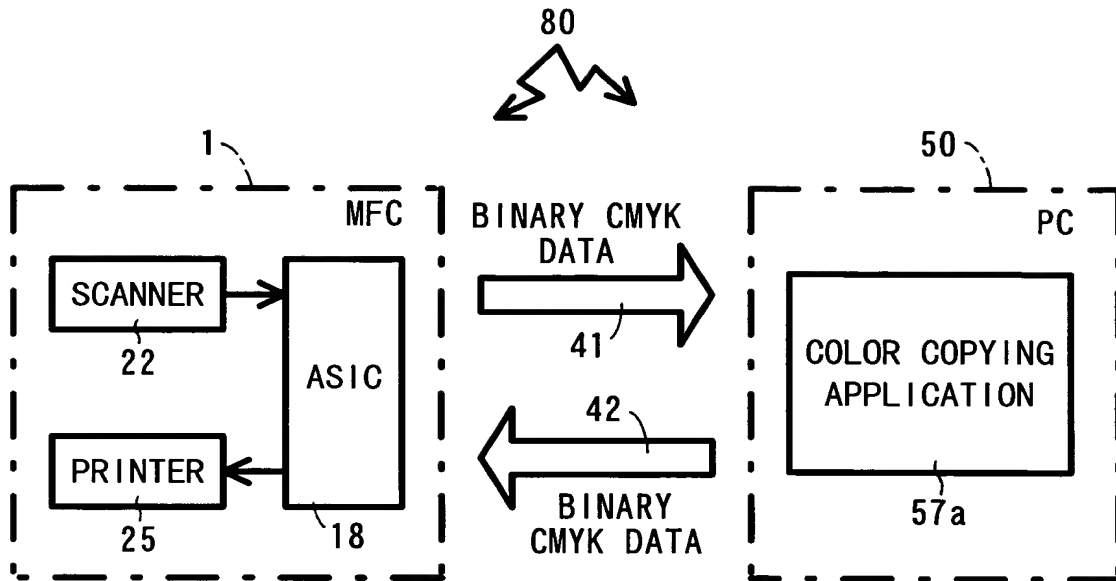 80
1
50
MFC
BINARY CMYK
DATA
PC
SCANNER
22
ASIC
41
COLOR COPYING
APPLICATION
42
PRINTER
25
18
BINARY
CMYK DATA
57a